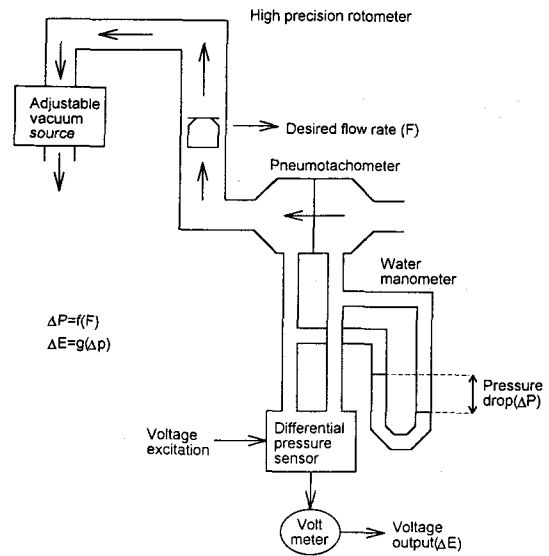 High precision rotometer
Adjustable
vacuum
source
Desired flow rate (F)
Pneumotachometer
Water
manometer
ΔP=f(F)
ΔE=g(Δp)
Pressure
drop(ΔP)
Voltage
excitation
Differential
pressure
sensor
Volt
meter
Voltage
output(ΔE)